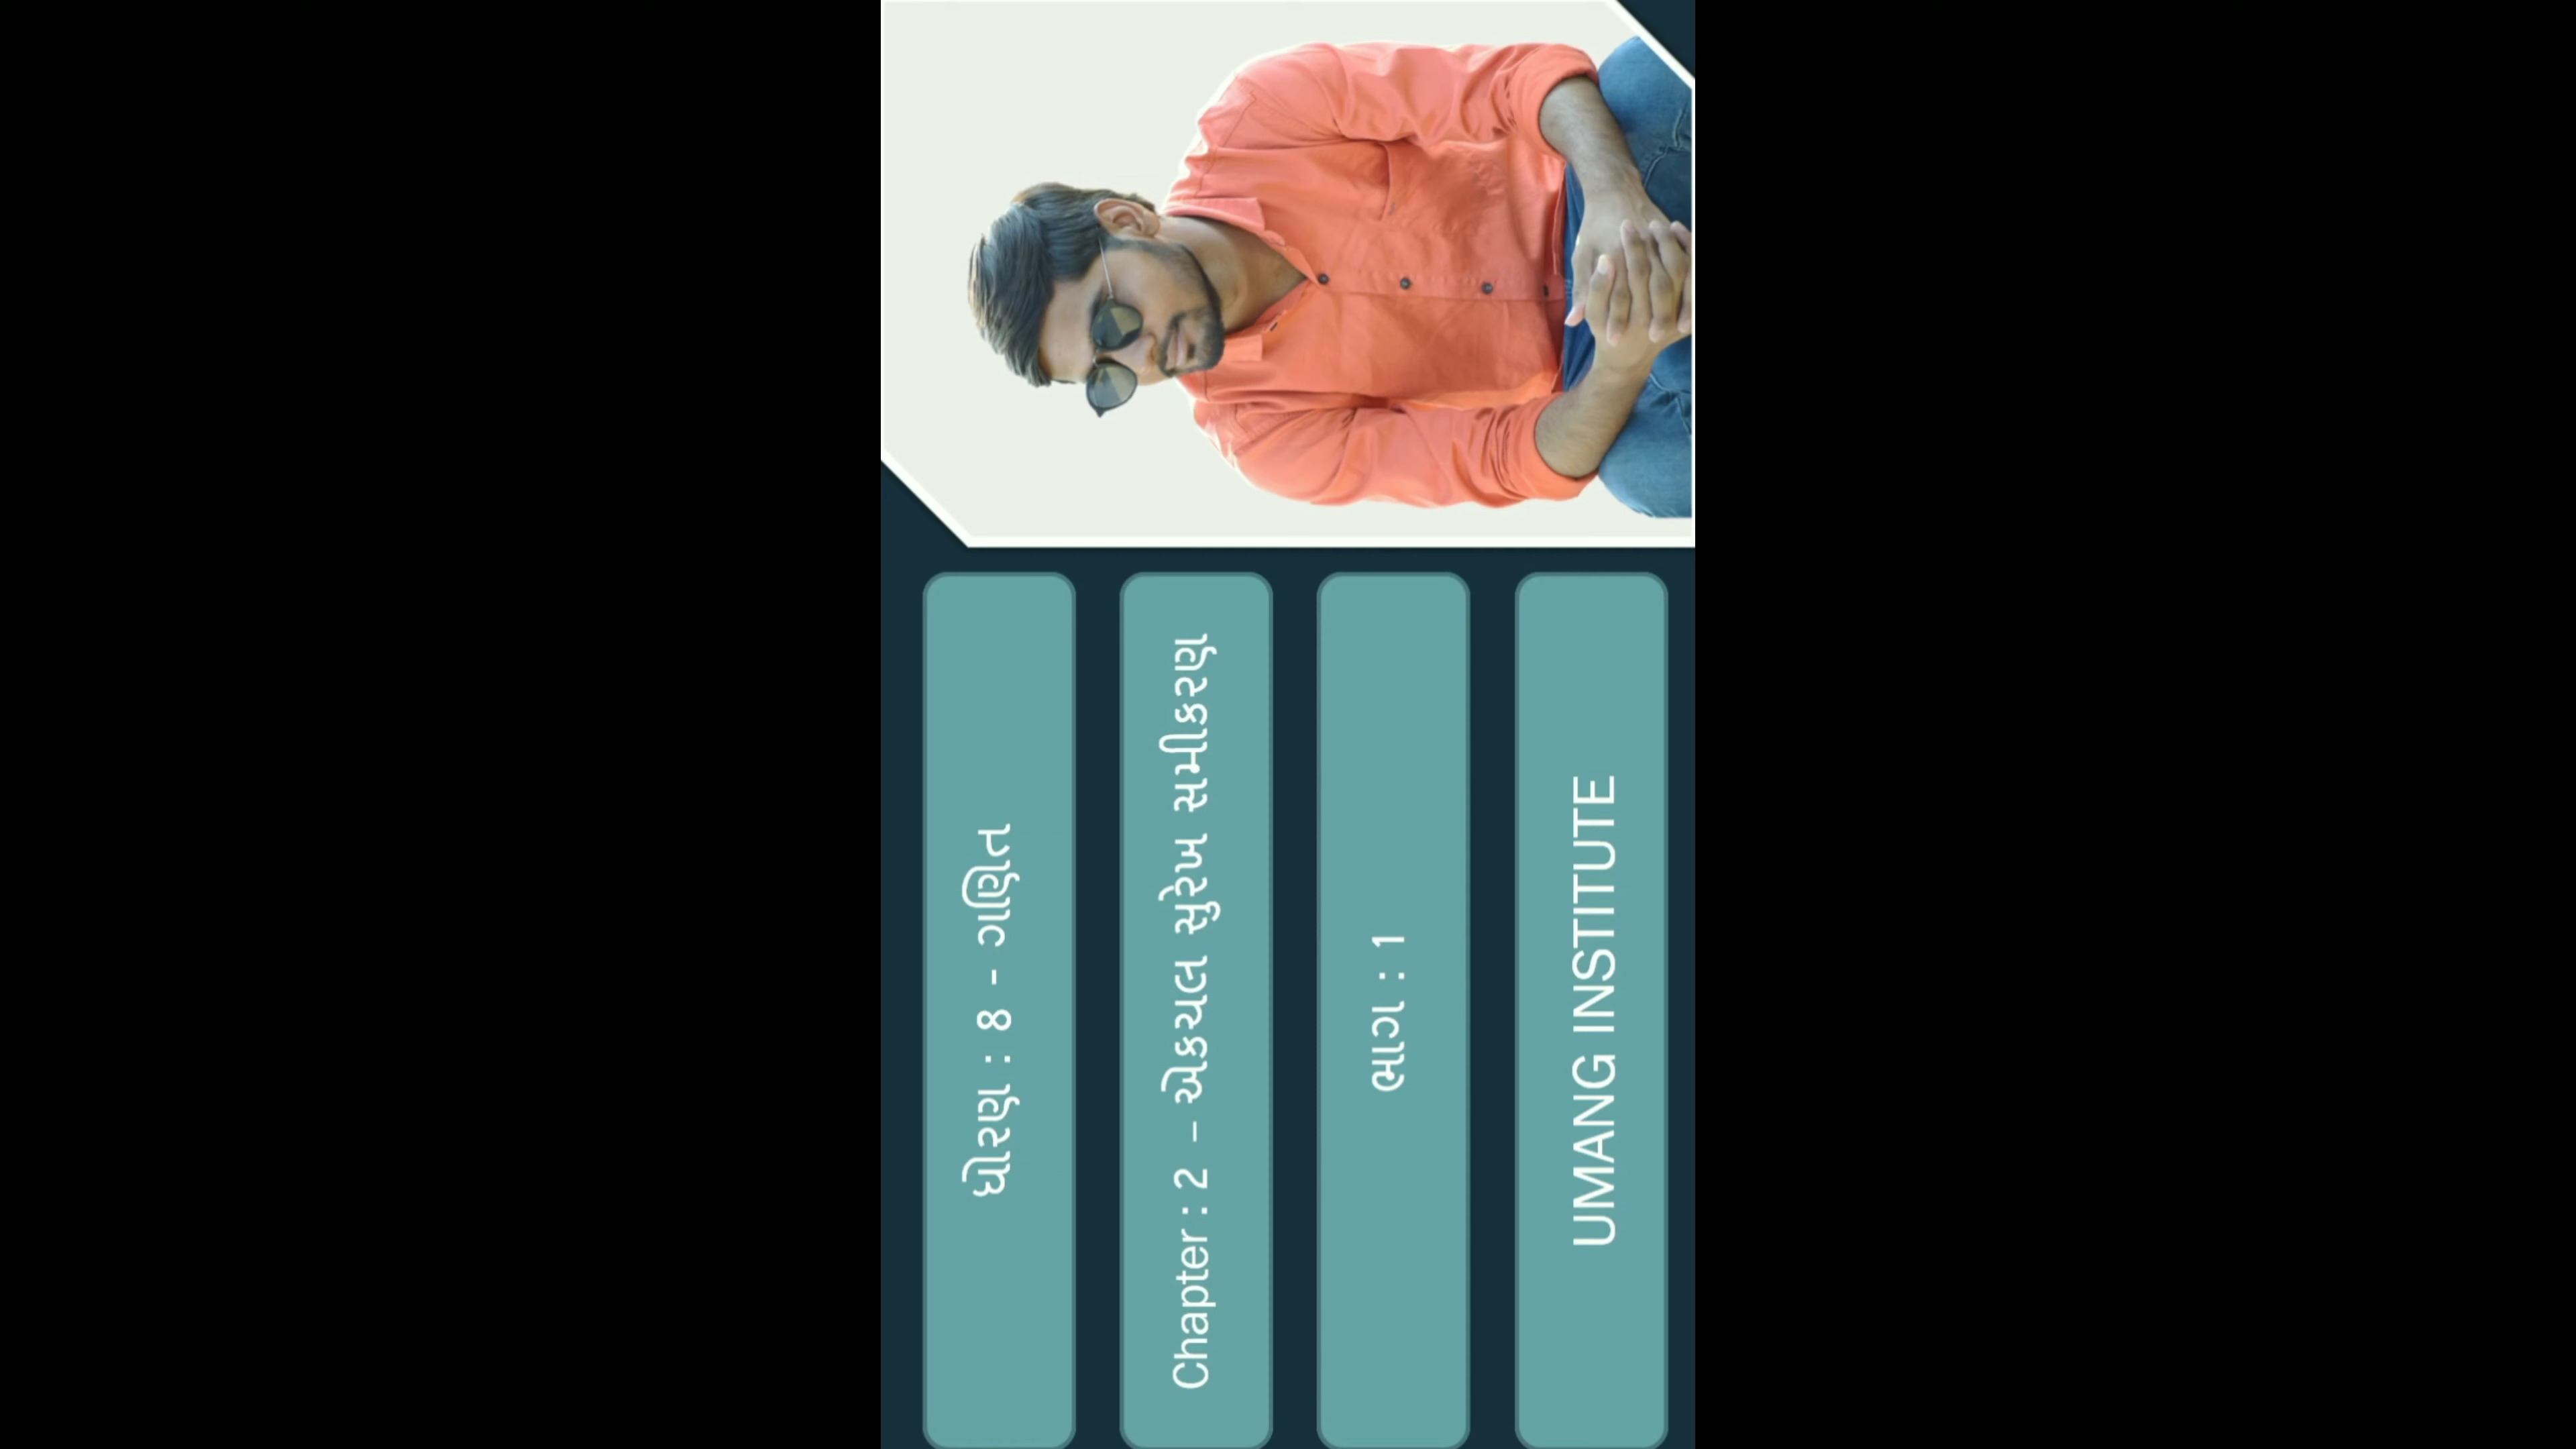 ધોરણ : 8 - ગણિત
Chapter : 2 – એકચલ સુરેખ સમીકરણ
ભાગ : 1
UMANG INSTITUTE